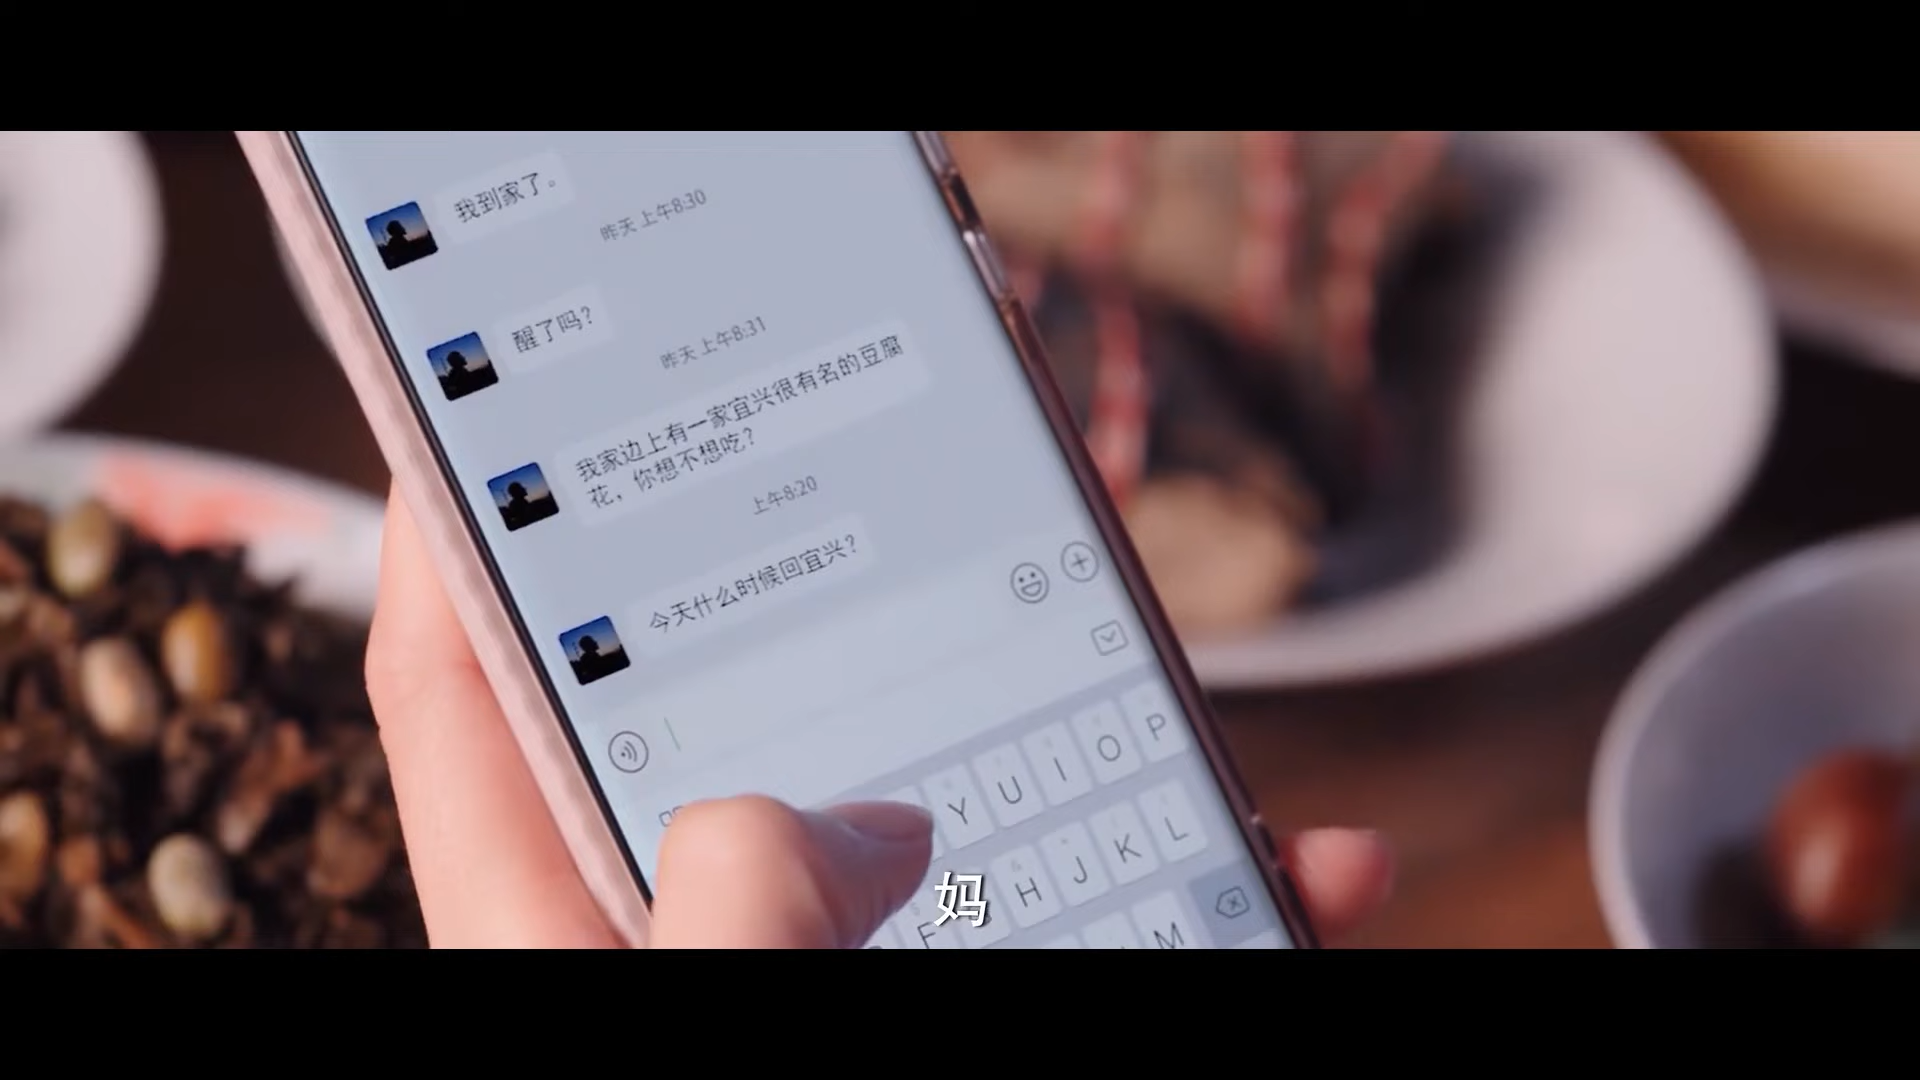 我到家了。
昨天 上午8:30
醒了吗？
昨天 上午8:31
我家边上有一家宜兴很有名的豆腐
花，你想不想吃？
上午8:20
今天什么时候回宜兴？
Y U I O P
F H J K L
M
妈